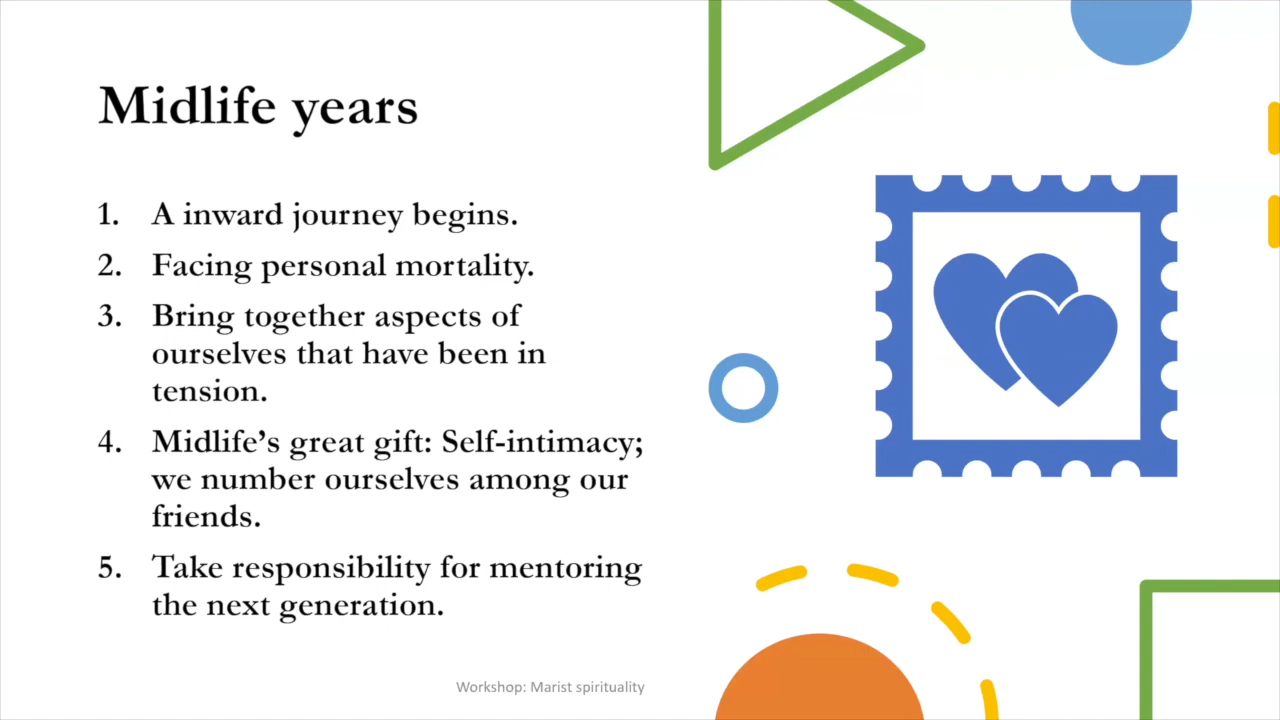 Midlife years
1. A inward journey begins.
2. Facing personal mortality.
3. Bring together aspects of
ourselves that have been in
tension.
4. Midlife’s great gift: Self-intimacy;
we number ourselves among our
friends.
5. Take responsibility for mentoring
the next generation.
Workshop: Marist spirituality